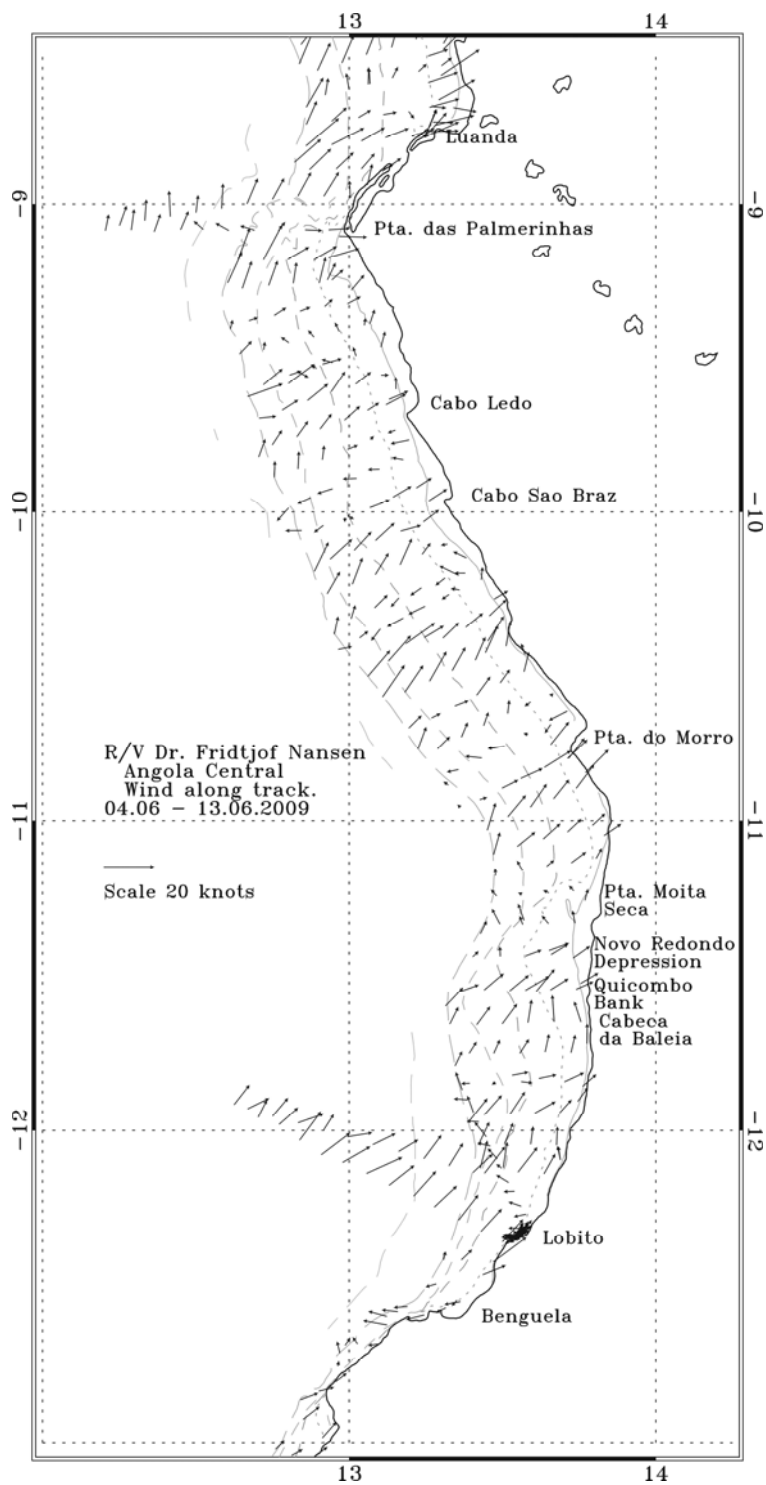 13 14
Luanda
-9 -9
Pta. das Palmerinhas
Cabo Ledo
Cabo Sao Braz
-10 -10
Pta. do Morro
R/V Dr. Fridtjof Nansen
Angola Central
Wind along track.
04.06 – 13.06.2009
-11 -11
Scale 20 knots
Pta. Moita
Seca
Novo Redondo
Depression
Quicombo
Bank
Cabeca
da Baleia
-12 -12
Lobito
Benguela
13 14